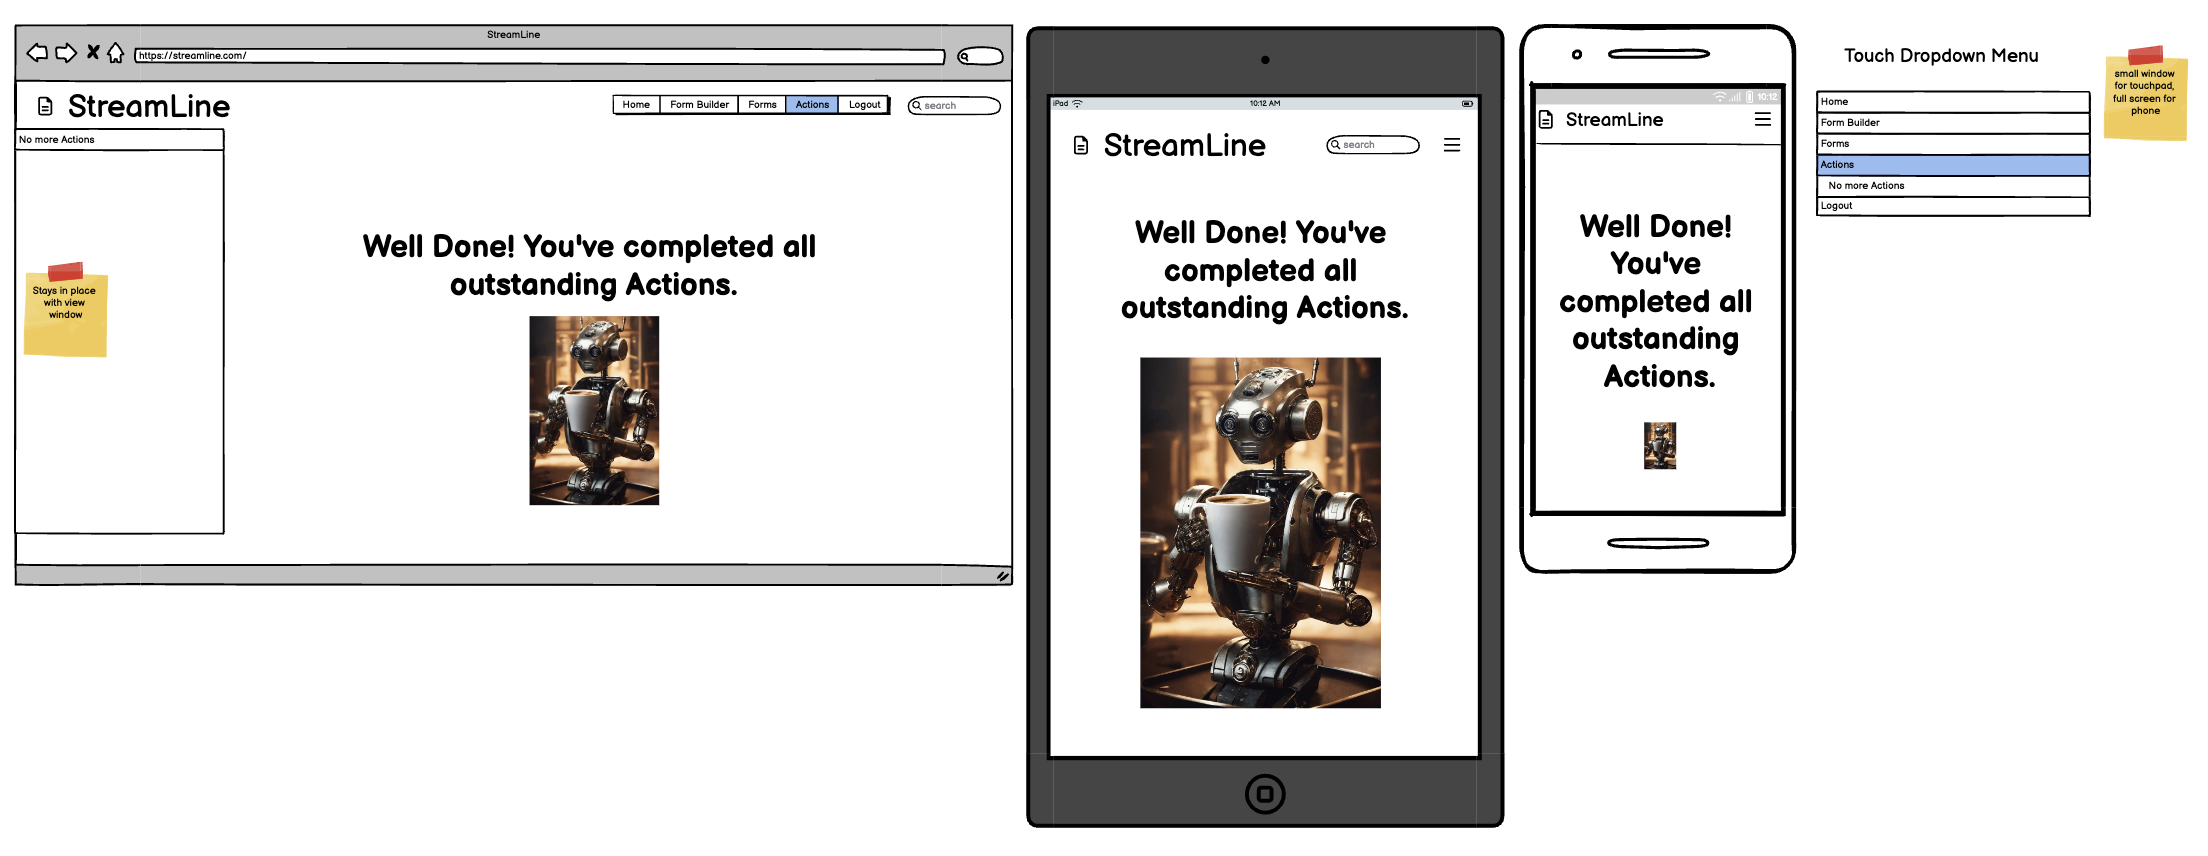 StreamLine
https://streamline.com/
StreamLine
Home Form Builder Forms Actions Logout
search
No more Actions
Stays in place
with view
window
Well Done! You've completed all
outstanding Actions.
iPad
10:12 AM
StreamLine
search
Well Done! You've
completed all
outstanding Actions.
10:12
StreamLine
Well Done!
You've
completed all
outstanding
Actions.
Touch Dropdown Menu
Home
Form Builder
Forms
Actions
No more Actions
Logout
small window
for touchpad,
full screen for
phone